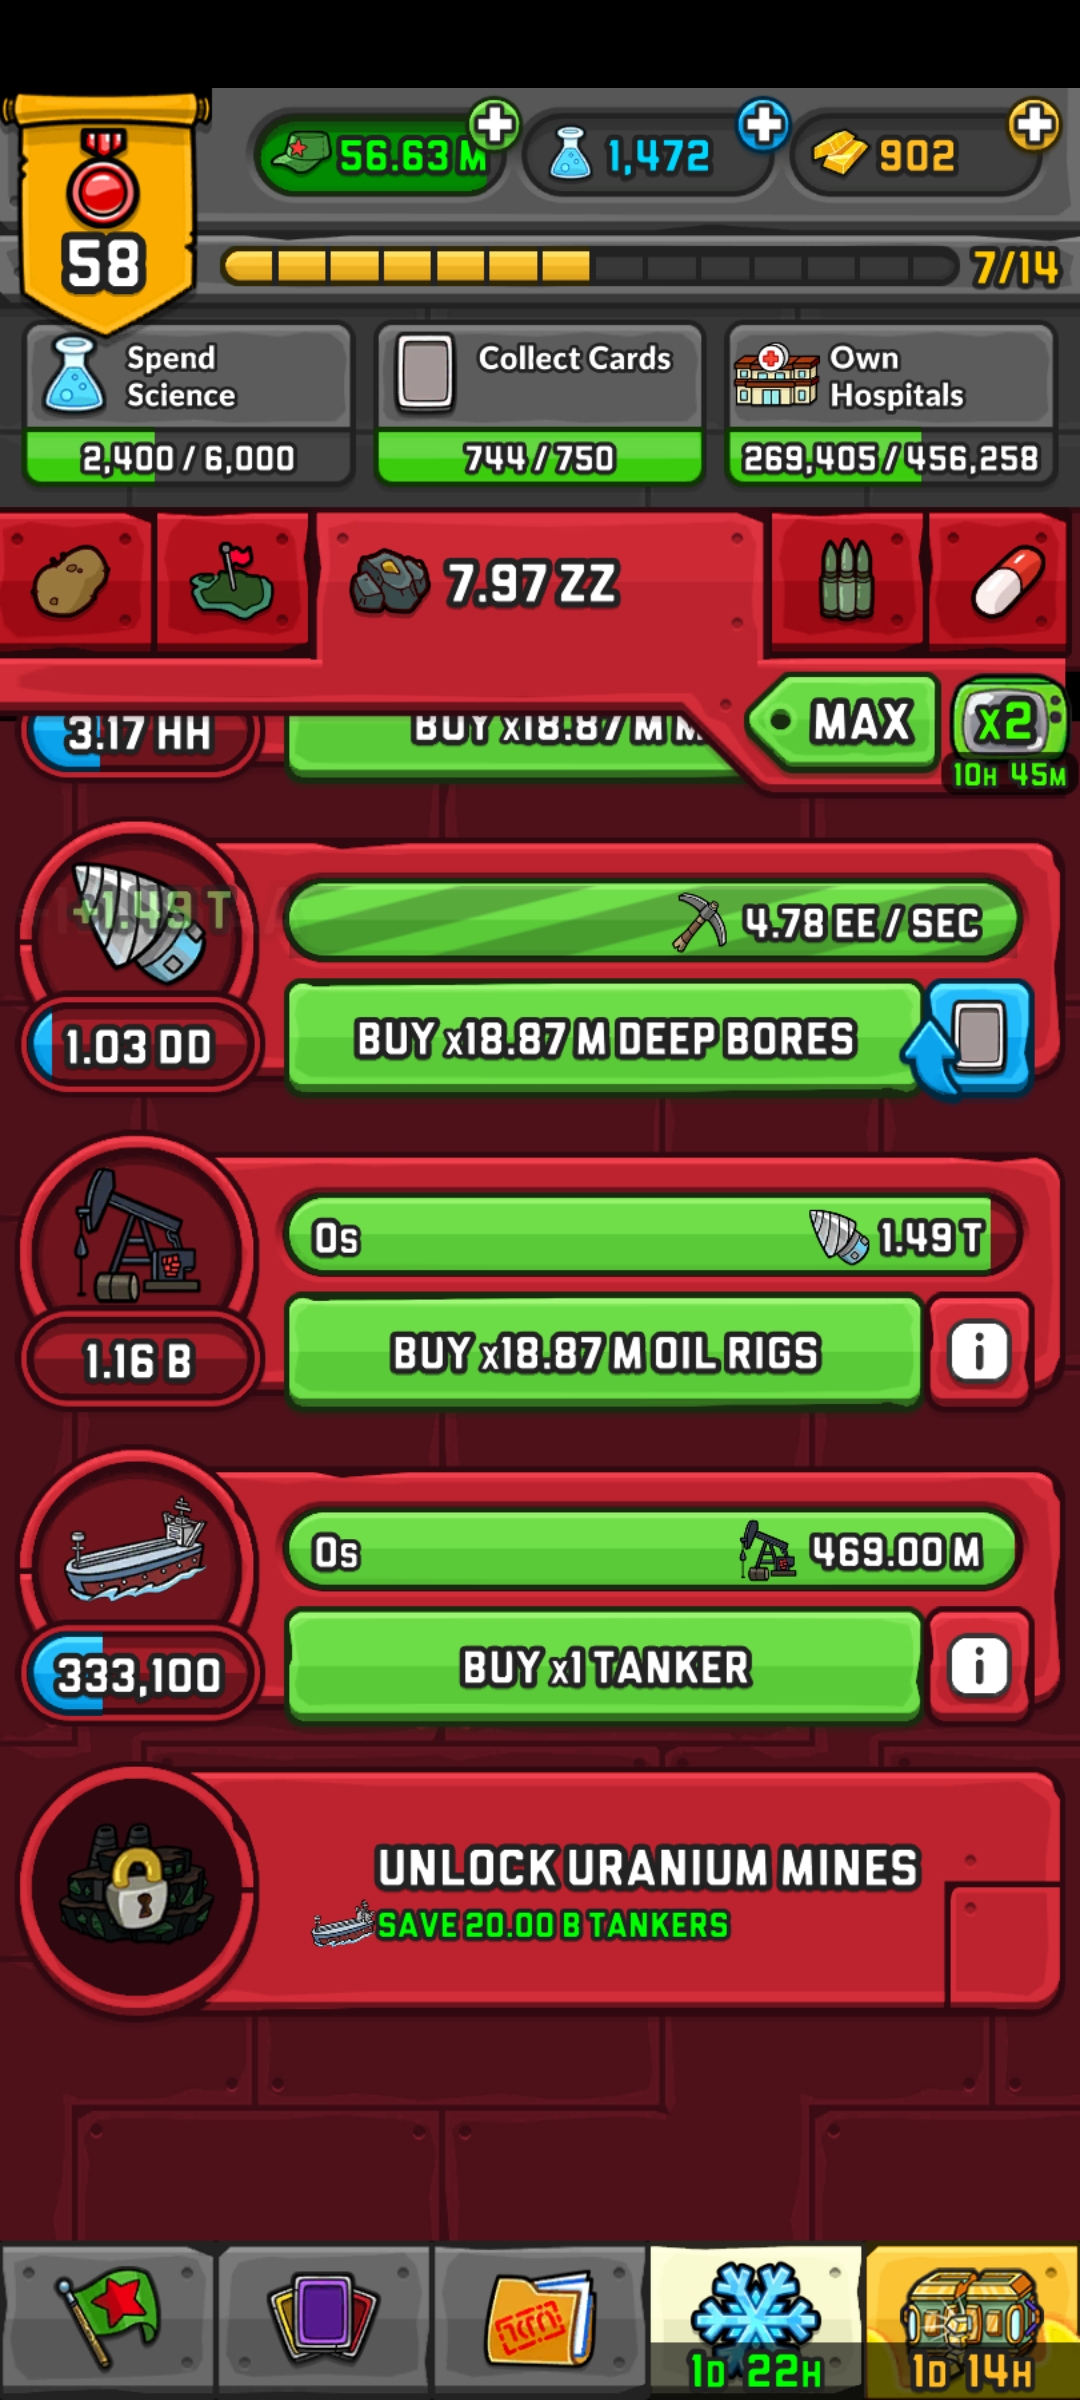 56.63 M
1,472
902
58
7/14
Spend
Science
2,400 / 6,000
Collect Cards
744 / 750
Own
Hospitals
269,405 / 456,258
7.97 ZZ
MAX
x2
10H 45M
3.17 HH
BUY x18.87 M
+1.49 T
4.78 EE / SEC
1.03 DD
BUY x18.87 M DEEP BORES
0s
1.49 T
1.16 B
BUY x18.87 M OIL RIGS
i
0s
469.00 M
333,100
BUY x1 TANKER
i
UNLOCK URANIUM MINES
SAVE 20.00 B TANKERS
1D 22H
1D 14H